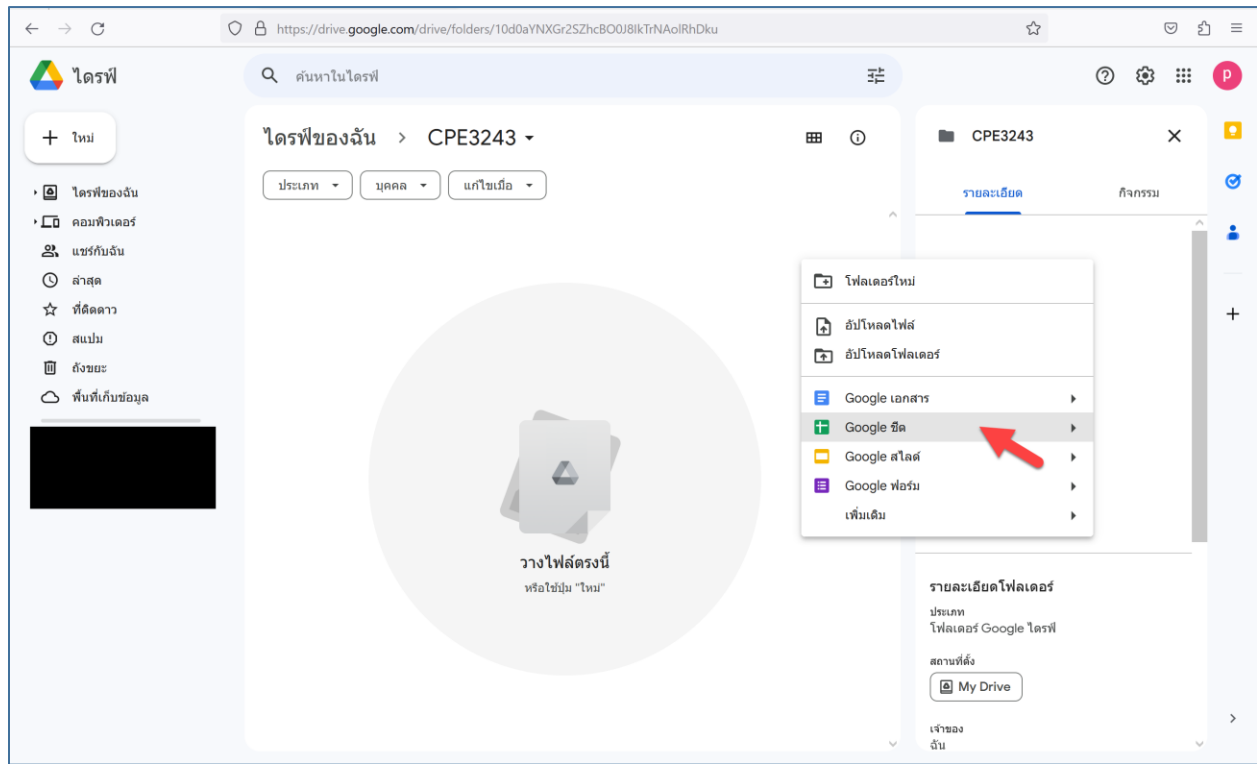 https://drive.google.com/drive/folders/10d0aYNXGr2SZhcBO0J8IkTrNAolRhDku
ไดรฟ์
ค้นหาในไดรฟ์
p
ใหม่
ไดรฟ์ของฉัน
คอมพิวเตอร์
แชร์กับฉัน
ล่าสุด
ที่ติดดาว
สแปม
ถังขยะ
พื้นที่เก็บข้อมูล
ไดรฟ์ของฉัน > CPE3243
ประเภท บุคคล แก้ไขเมื่อ
วางไฟล์ตรงนี้
หรือใช้ปุ่ม "ใหม่"
โฟลเดอร์ใหม่
อัปโหลดไฟล์
อัปโหลดโฟลเดอร์
Google เอกสาร
Google ชีต
Google สไลด์
Google ฟอร์ม
เพิ่มเติม
CPE3243
รายละเอียด กิจกรรม
รายละเอียดโฟลเดอร์
ประเภท
โฟลเดอร์ Google ไดรฟ์
สถานที่ตั้ง
My Drive
เจ้าของ
ฉัน